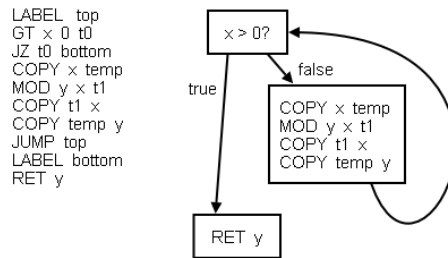 LABEL top
GT x 0 t0
JZ t0 bottom
COPY x temp
MOD y x t1
COPY t1 x
COPY temp y
JUMP top
LABEL bottom
RET y
x > 0?
true
false
COPY x temp
MOD y x t1
COPY t1 x
COPY temp y
RET y